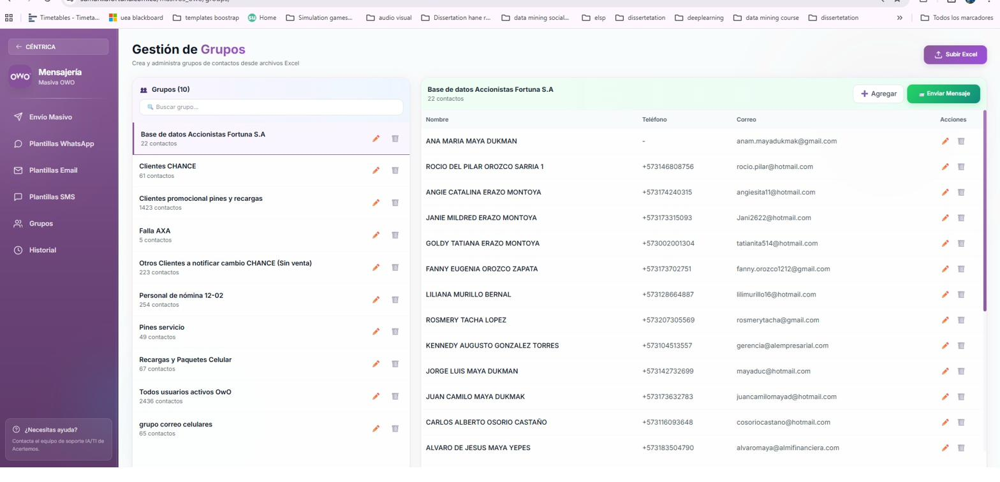 Timetables - Timeta...
uea blackboard
templates boostrap
Home
Simulation games...
audio visual
Dissertation hane r...
data mining social...
elsp
dissertetation
deeplearning
data mining course
dissertetation
Todos los marcadores
← CÉNTRICA
OWO
Mensajería
Masiva OWO
Envío Masivo
Plantillas WhatsApp
Plantillas Email
Plantillas SMS
Grupos
Historial
¿Necesitas ayuda?
Contacta el equipo de soporte IA/TI de
Acertemos.
Gestión de Grupos
Crea y administra grupos de contactos desde archivos Excel
Subir Excel
Grupos (10)
Buscar grupo...
Base de datos Accionistas Fortuna S.A
22 contactos
Clientes CHANCE
61 contactos
Clientes promocional pines y recargas
1423 contactos
Falla AXA
5 contactos
Otros Clientes a notificar cambio CHANCE (Sin venta)
223 contactos
Personal de nómina 12-02
254 contactos
Pines servicio
49 contactos
Recargas y Paquetes Celular
67 contactos
Todos usuarios activos OwO
2436 contactos
grupo correo celulares
65 contactos
Base de datos Accionistas Fortuna S.A
22 contactos
Agregar
Enviar Mensaje
Nombre Teléfono Correo Acciones
ANA MARIA MAYA DUKMAN - anam.mayadukmak@gmail.com
ROCIO DEL PILAR OROZCO SARRIA 1 +573146808756 rocio.pilar@hotmail.com
ANGIE CATALINA ERAZO MONTOYA +573174240315 angiesita11@hotmail.com
JANIE MILDRED ERAZO MONTOYA +573173315093 Jani2622@hotmail.com
GOLDY TATIANA ERAZO MONTOYA +573002001304 tatianita514@hotmail.com
FANNY EUGENIA OROZCO ZAPATA +573173702751 fanny.orozco1212@gmail.com
LILIANA MURILLO BERNAL +573128664887 lilimurillo16@hotmail.com
ROSMERY TACHA LOPEZ +573207305569 rosmerytacha@gmail.com
KENNEDY AUGUSTO GONZALEZ TORRES +573104513557 gerencia@alempresarial.com
JORGE LUIS MAYA DUKMAN +573142732699 mayaduc@hotmail.com
JUAN CAMILO MAYA DUKMAK +573173632783 juancamilomayad@hotmail.com
CARLOS ALBERTO OSORIO CASTAÑO +573116093648 cosoriocastano@hotmail.com
ALVARO DE JESUS MAYA YEPES +573183504790 alvaromaya@almifinanciera.com